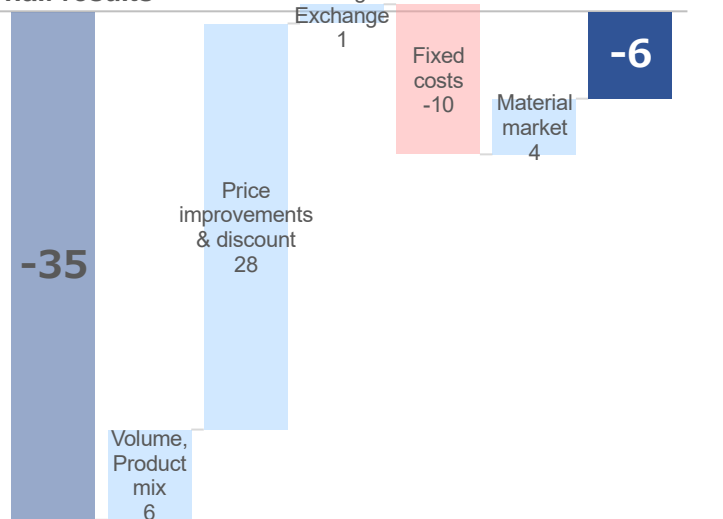 -35
Volume,
Product
mix
6
Price
improvements
& discount
28
Exchange
1
Fixed
costs
-10
Material
market
4
-6